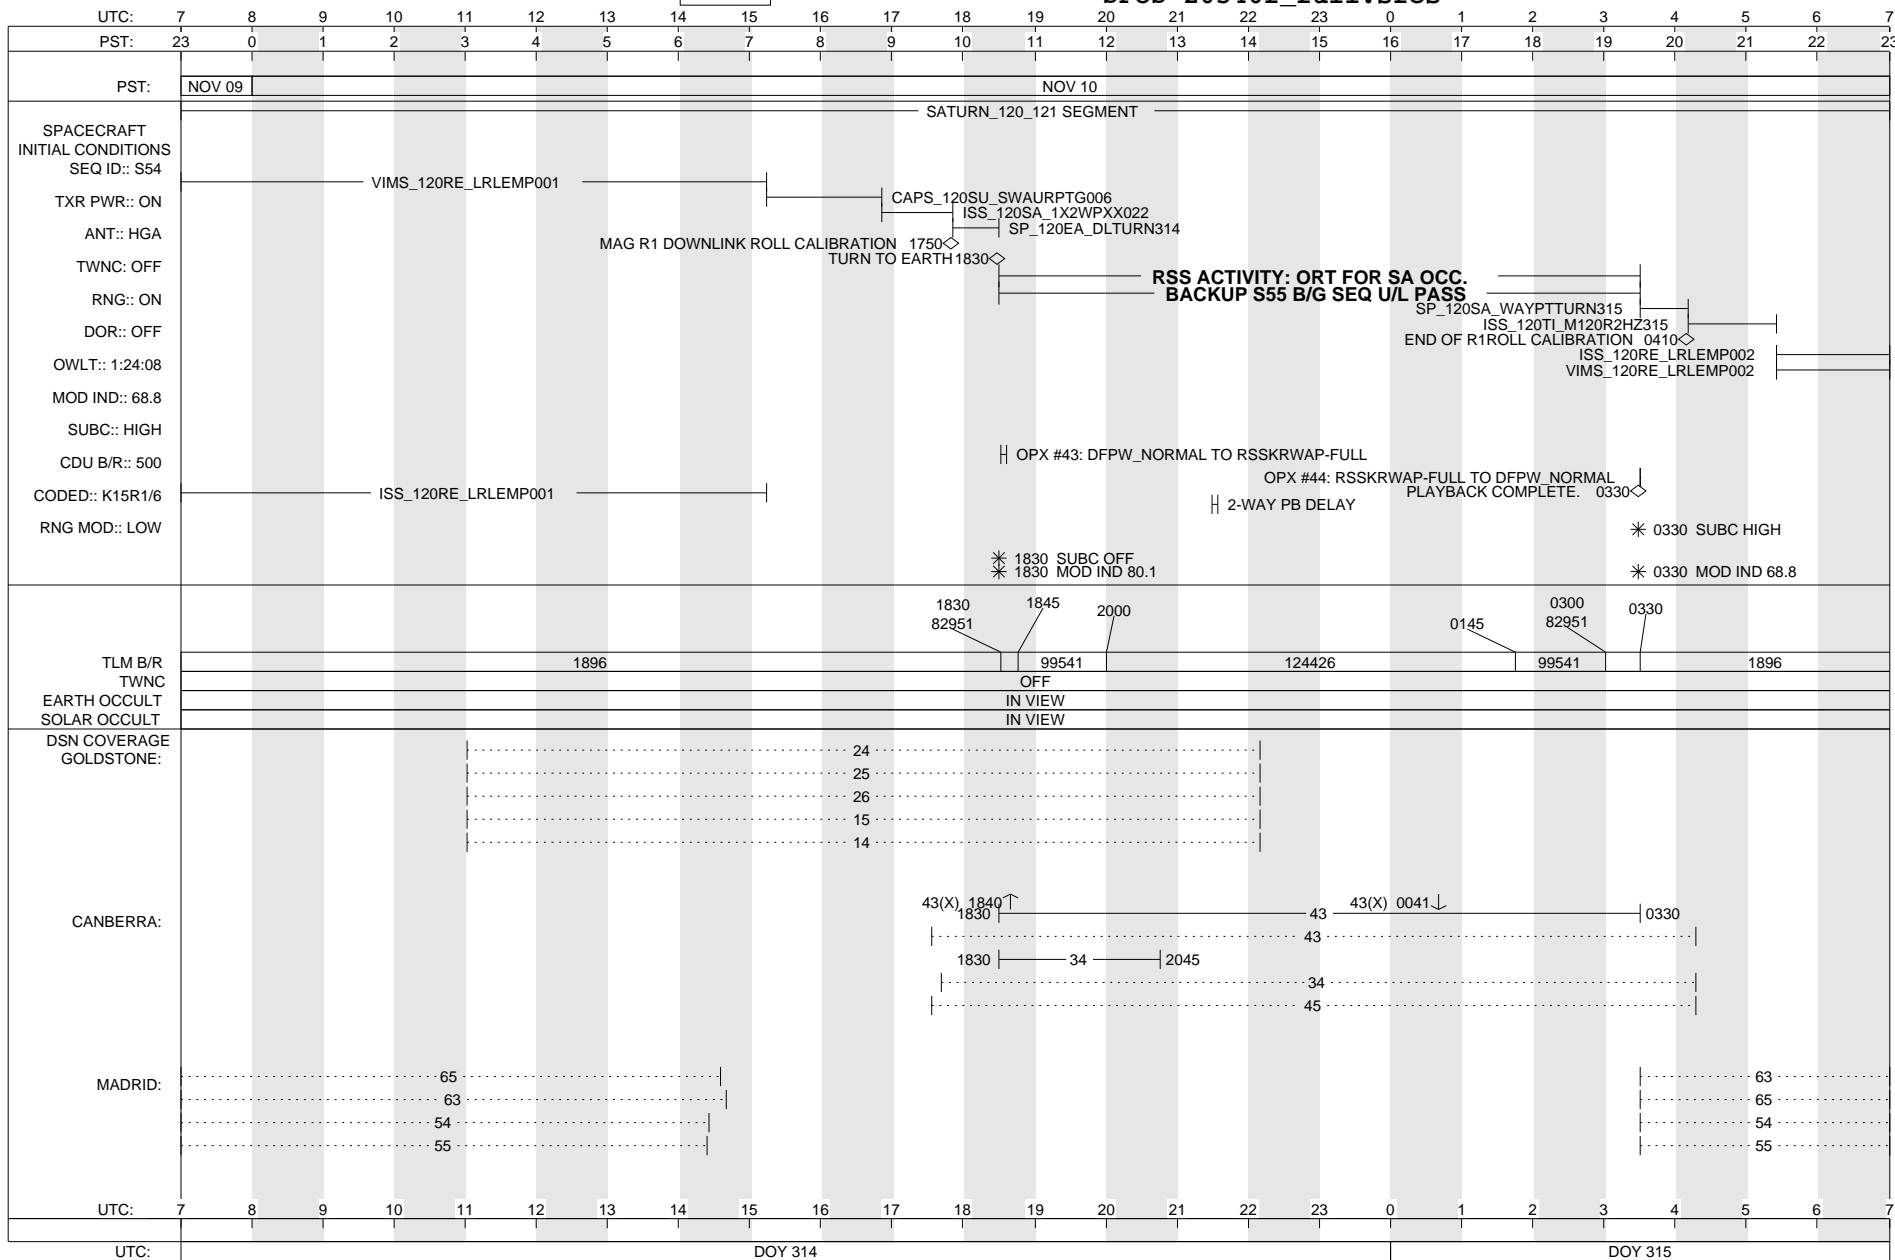 UTC: 7 8 9 10 11 12 13 14 15 16 17 18 19 20 21 22 23 0 1 2 3 4 5 6 7
PST: 23 0 1 2 3 4 5 6 7 8 9 10 11 12 13 14 15 16 17 18 19 20 21 22 23
PST: NOV 09 NOV 10
SATURN_120_121 SEGMENT
SPACECRAFT
INITIAL CONDITIONS
SEQ ID:: S54
VIMS_120RE_LRLEMP001
CAPS_120SU_SWAURPTG006
TXR PWR:: ON
ISS_120SA_1X2WPXX022
SP_120EA_DLTURN314
ANT:: HGA
MAG R1 DOWNLINK ROLL CALIBRATION 1750
TURN TO EARTH 1830
TWNC: OFF
RSS ACTIVITY: ORT FOR SA OCC.
BACKUP S55 B/G SEQ U/L PASS
RNG:: ON
SP_120SA_WAYPTTURN315
ISS_120TI_M120R2HZ315
DOR:: OFF
END OF R1ROLL CALIBRATION 0410
ISS_120RE_LRLEMP002
OWLT:: 1:24:08
VIMS_120RE_LRLEMP002
MOD IND:: 68.8
SUBC:: HIGH
OPX #43: DFPW_NORMAL TO RSSKRWAP-FULL
CDU B/R:: 500
OPX #44: RSSKRWAP-FULL TO DFPW_NORMAL
PLAYBACK COMPLETE. 0330
CODED:: K15R1/6
ISS_120RE_LRLEMP001
2-WAY PB DELAY
RNG MOD:: LOW
0330 SUBC HIGH
1830 SUBC OFF
1830 MOD IND 80.1
0330 MOD IND 68.8
1830 1845 2000 0145 0300 0330
82951 82951
TLM B/R 1896 99541 124426 99541 1896
TWNC OFF
EARTH OCCULT IN VIEW
SOLAR OCCULT IN VIEW
DSN COVERAGE
GOLDSTONE:
24
25
26
15
14
CANBERRA:
43(X) 1840 43(X) 0041
1830 43 0330
43
1830 34 2045
34
45
MADRID:
65 63
63 65
54 54
55 55
UTC: 7 8 9 10 11 12 13 14 15 16 17 18 19 20 21 22 23 0 1 2 3 4 5 6 7
UTC: DOY 314 DOY 315